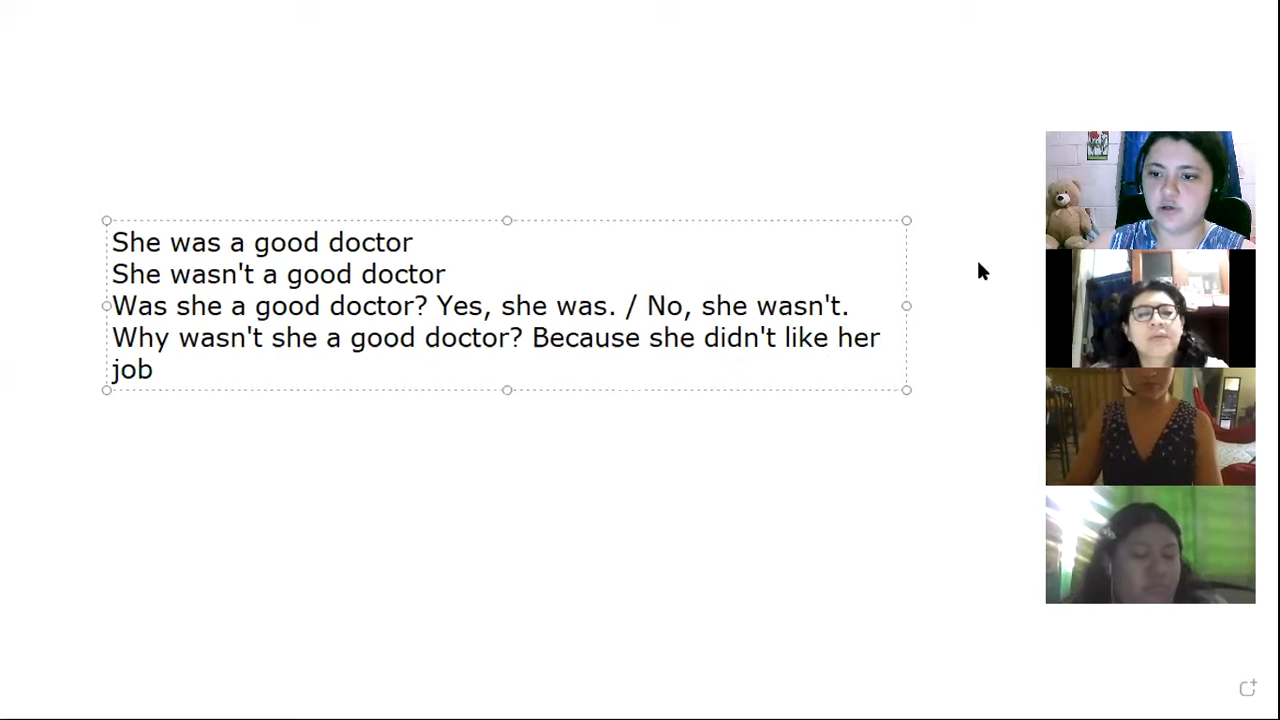 She was a good doctor
She wasn't a good doctor
Was she a good doctor? Yes, she was. / No, she wasn't.
Why wasn't she a good doctor? Because she didn't like her
job